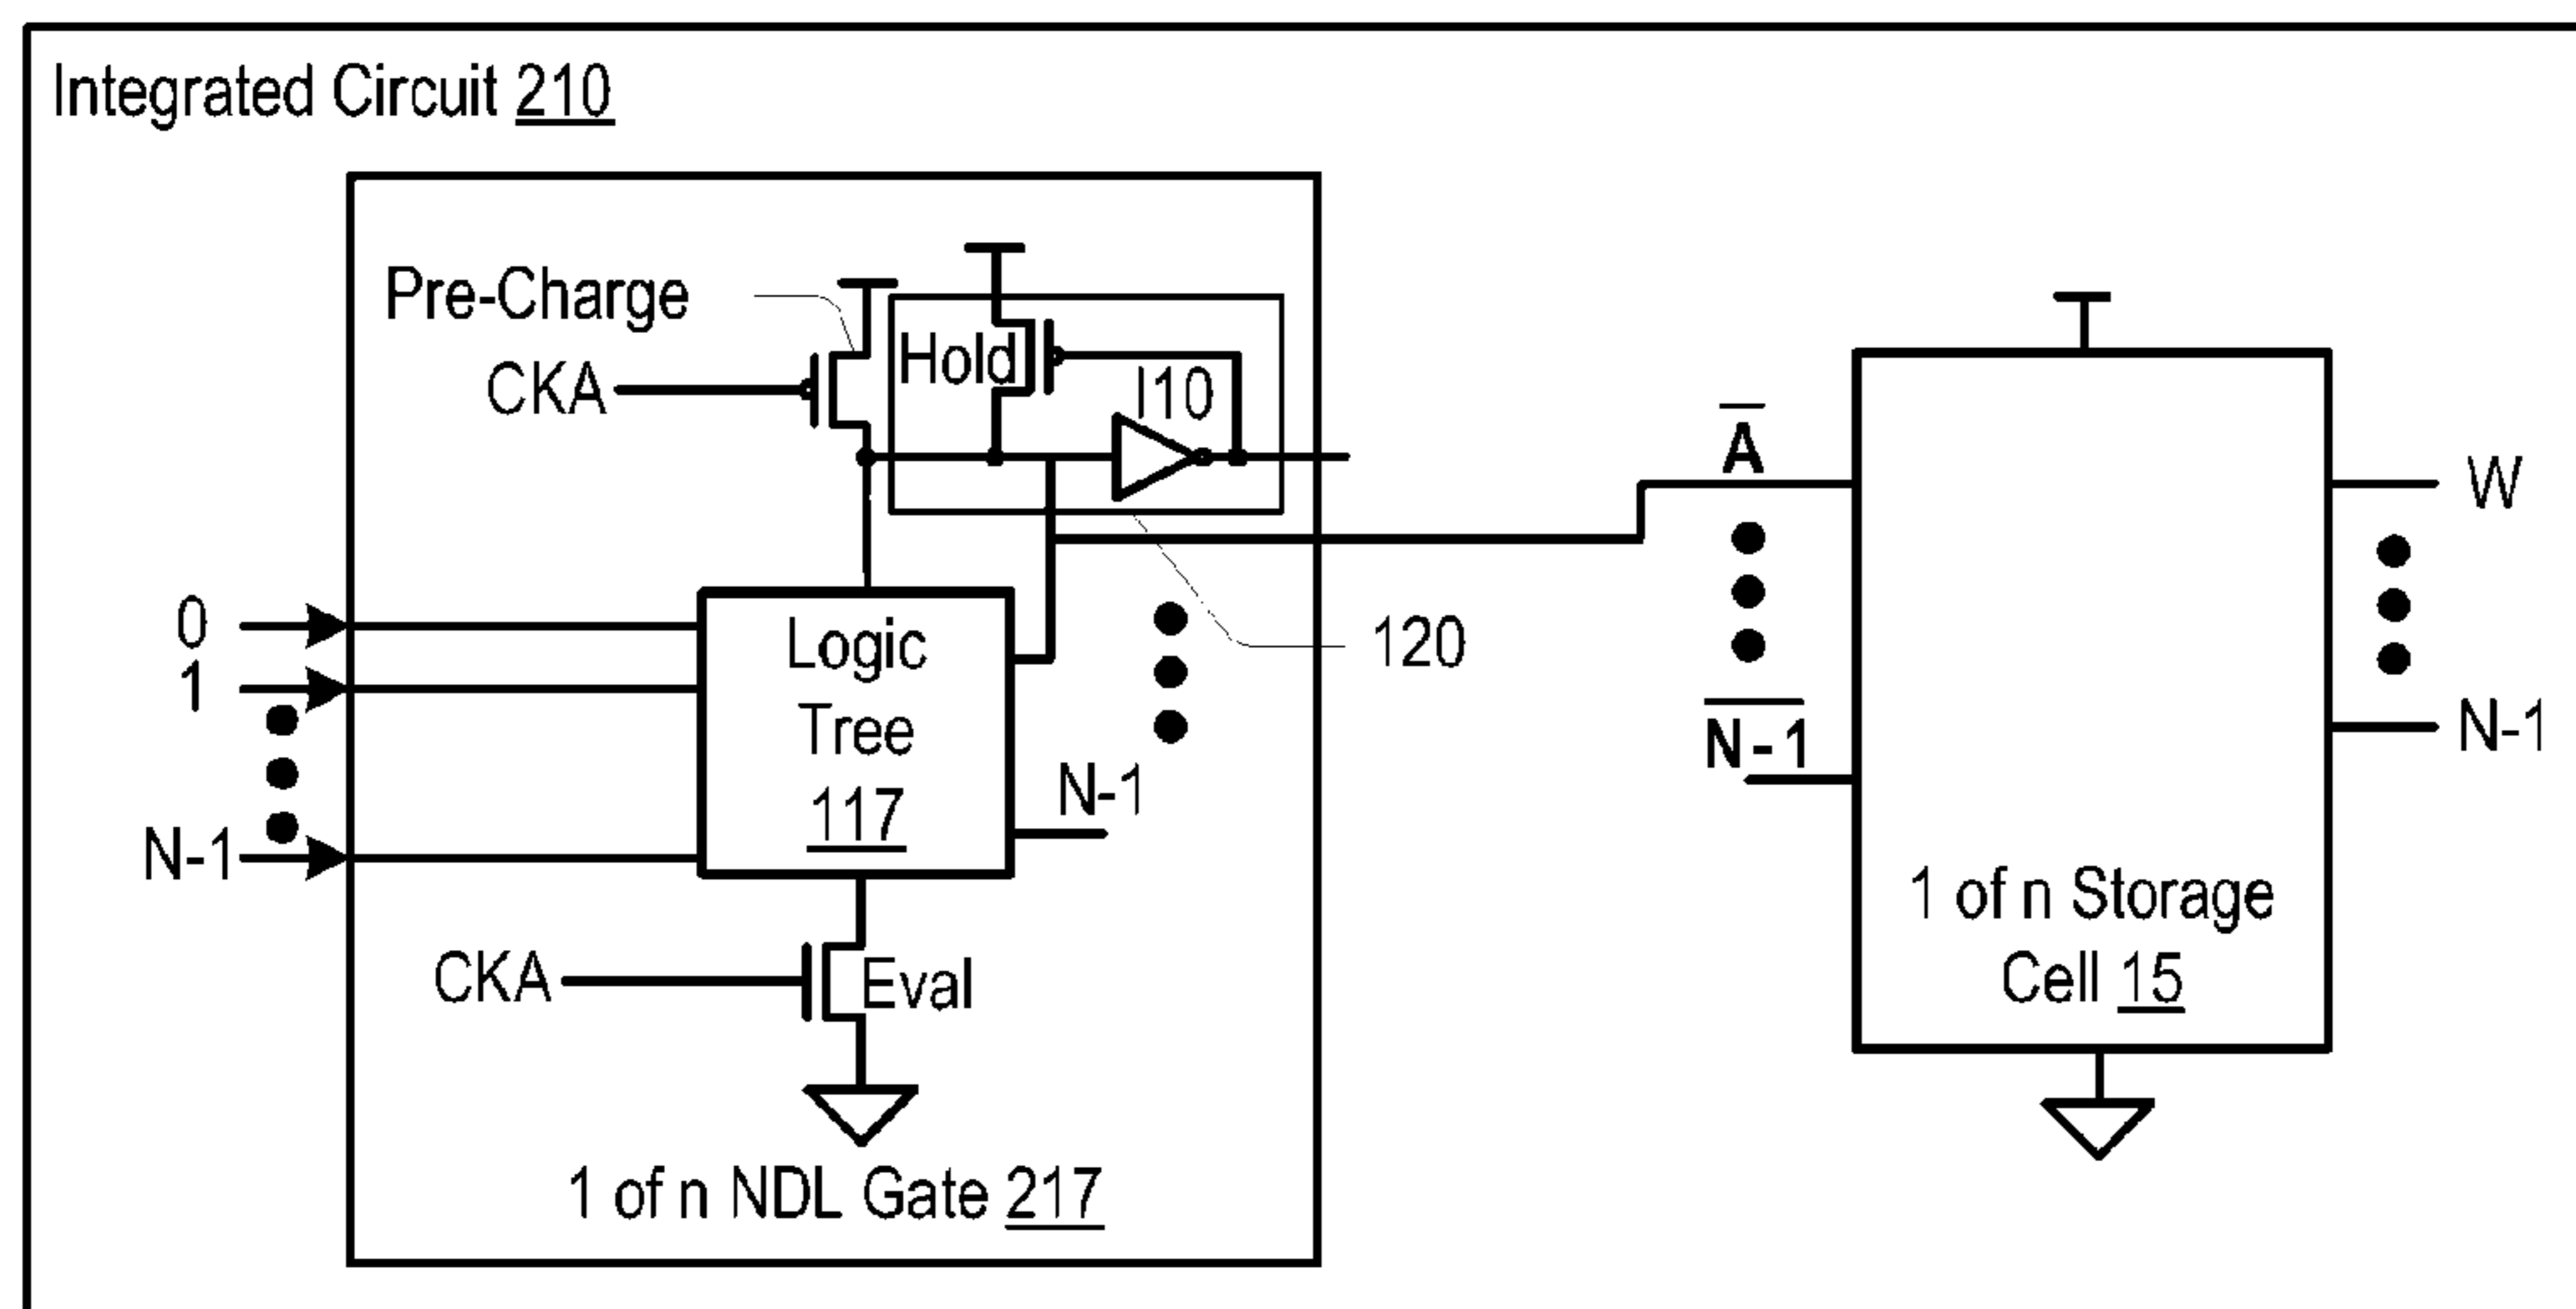 Integrated Circuit 210
Pre-Charge
CKA
Hold
I10
A̅
W
0
1
N-1
Logic
Tree
117
N-1
120
N̅-̅1̅
N-1
1 of n Storage
Cell 15
CKA
Eval
1 of n NDL Gate 217